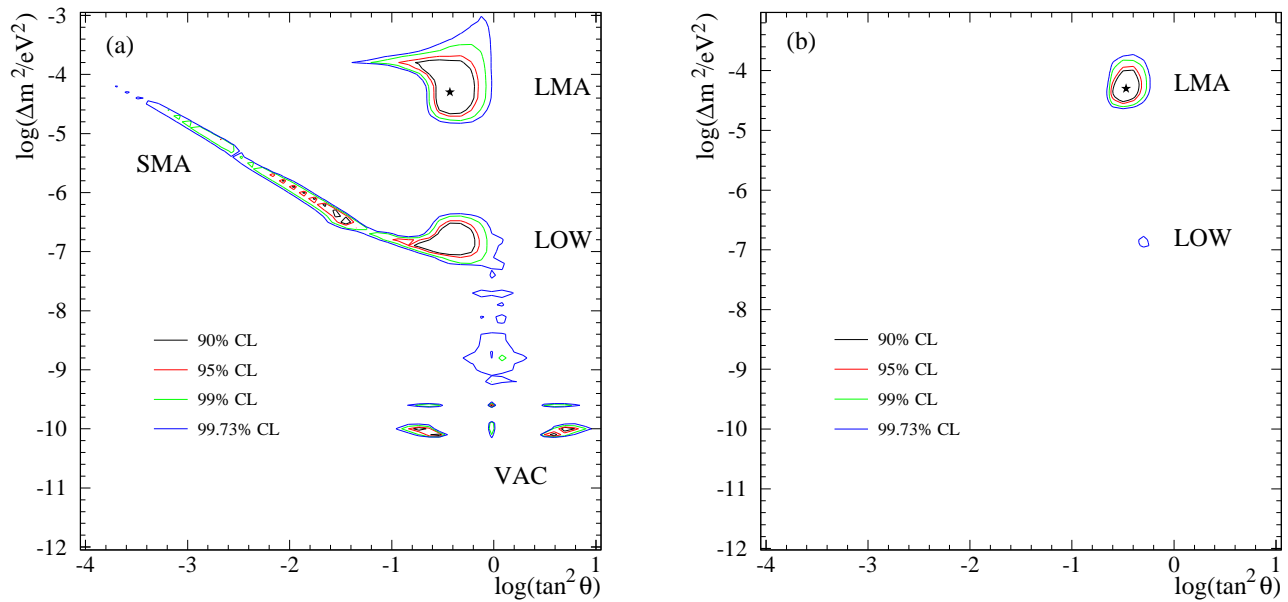 (a)
log(Δm²/eV²)
-3
-4
-5
-6
-7
-8
-9
-10
-11
-12
LMA
SMA
LOW
90% CL
95% CL
99% CL
99.73% CL
VAC
-4
-3
-2
-1
0
1
log(tan²θ)
(b)
log(Δm²/eV²)
-4
-5
-6
-7
-8
-9
-10
-11
-12
LMA
LOW
90% CL
95% CL
99% CL
99.73% CL
-4
-3
-2
-1
0
1
log(tan²θ)